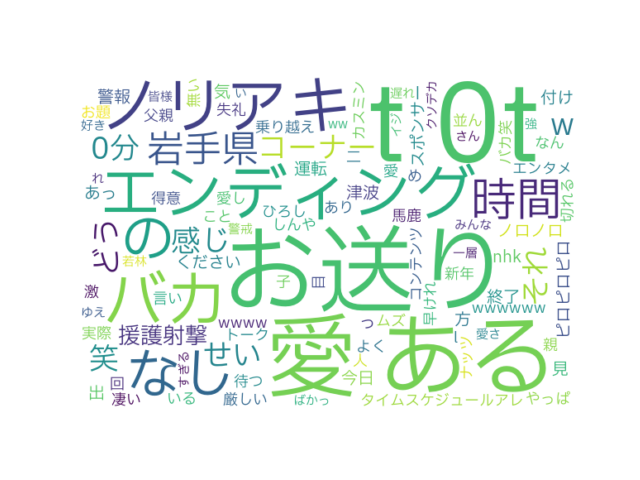 警報
皆様
無い
気
い
カスミン
遅れ
ww
イジ
スポンサー
クソデカ
並ん
さん
強
バカ笑
なん
付け
w
お題
好き
父親
失礼
ノリアキ
t 0t
乗り越え
二
0分
岩手県
コーナー
運転
愛
め
エンタメ
切れる
れ
あっ
得意
愛し
エンディング
津波
あり
馬鹿
時間
みんな
ノロノロ
どう
の
感じ
こと
ひろし
しんや
ください
警戒
若林
コンテンツ
一層
nhk
それ
ピロピロピロ
激
バカ
言い
お送り
子
目
新年
終了
wwwwww
早けれ
ゆえ
実際
援護射撃
wwww
っ
ムズ
方
し
愛さ
笑
なし
せい
トーク
愛
ある
よく
人
今日
ナッツ
親
見
出
回
凄い
すぎる
いる
待つ
厳しい
ばかっ
タイムスケジュールアレ
やっぱ